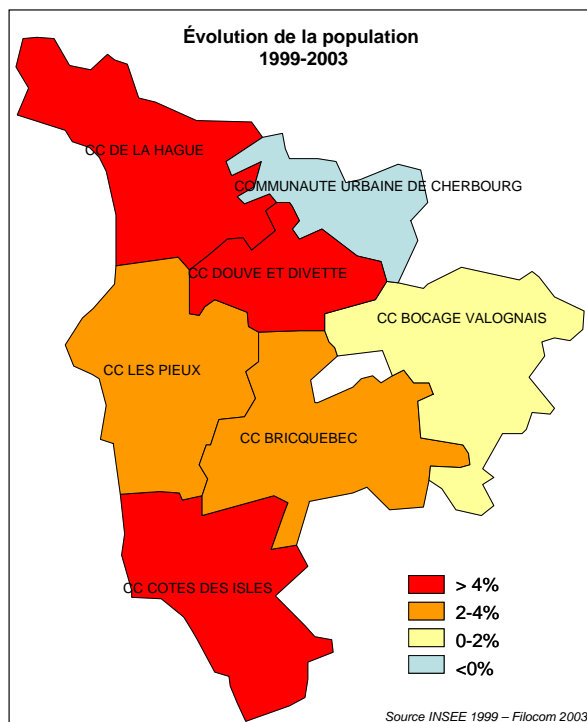 Évolution de la population
1999-2003
CC DE LA HAGUE
COMMUNAUTE URBAINE DE CHERBOURG
CC DOUVE ET DIVETTE
CC BOCAGE VALOGNAIS
CC LES PIEUX
CC BRICQUEBEC
CC COTES DES ISLES
> 4%
2-4%
0-2%
<0%
Source INSEE 1999 – Filocom 2003